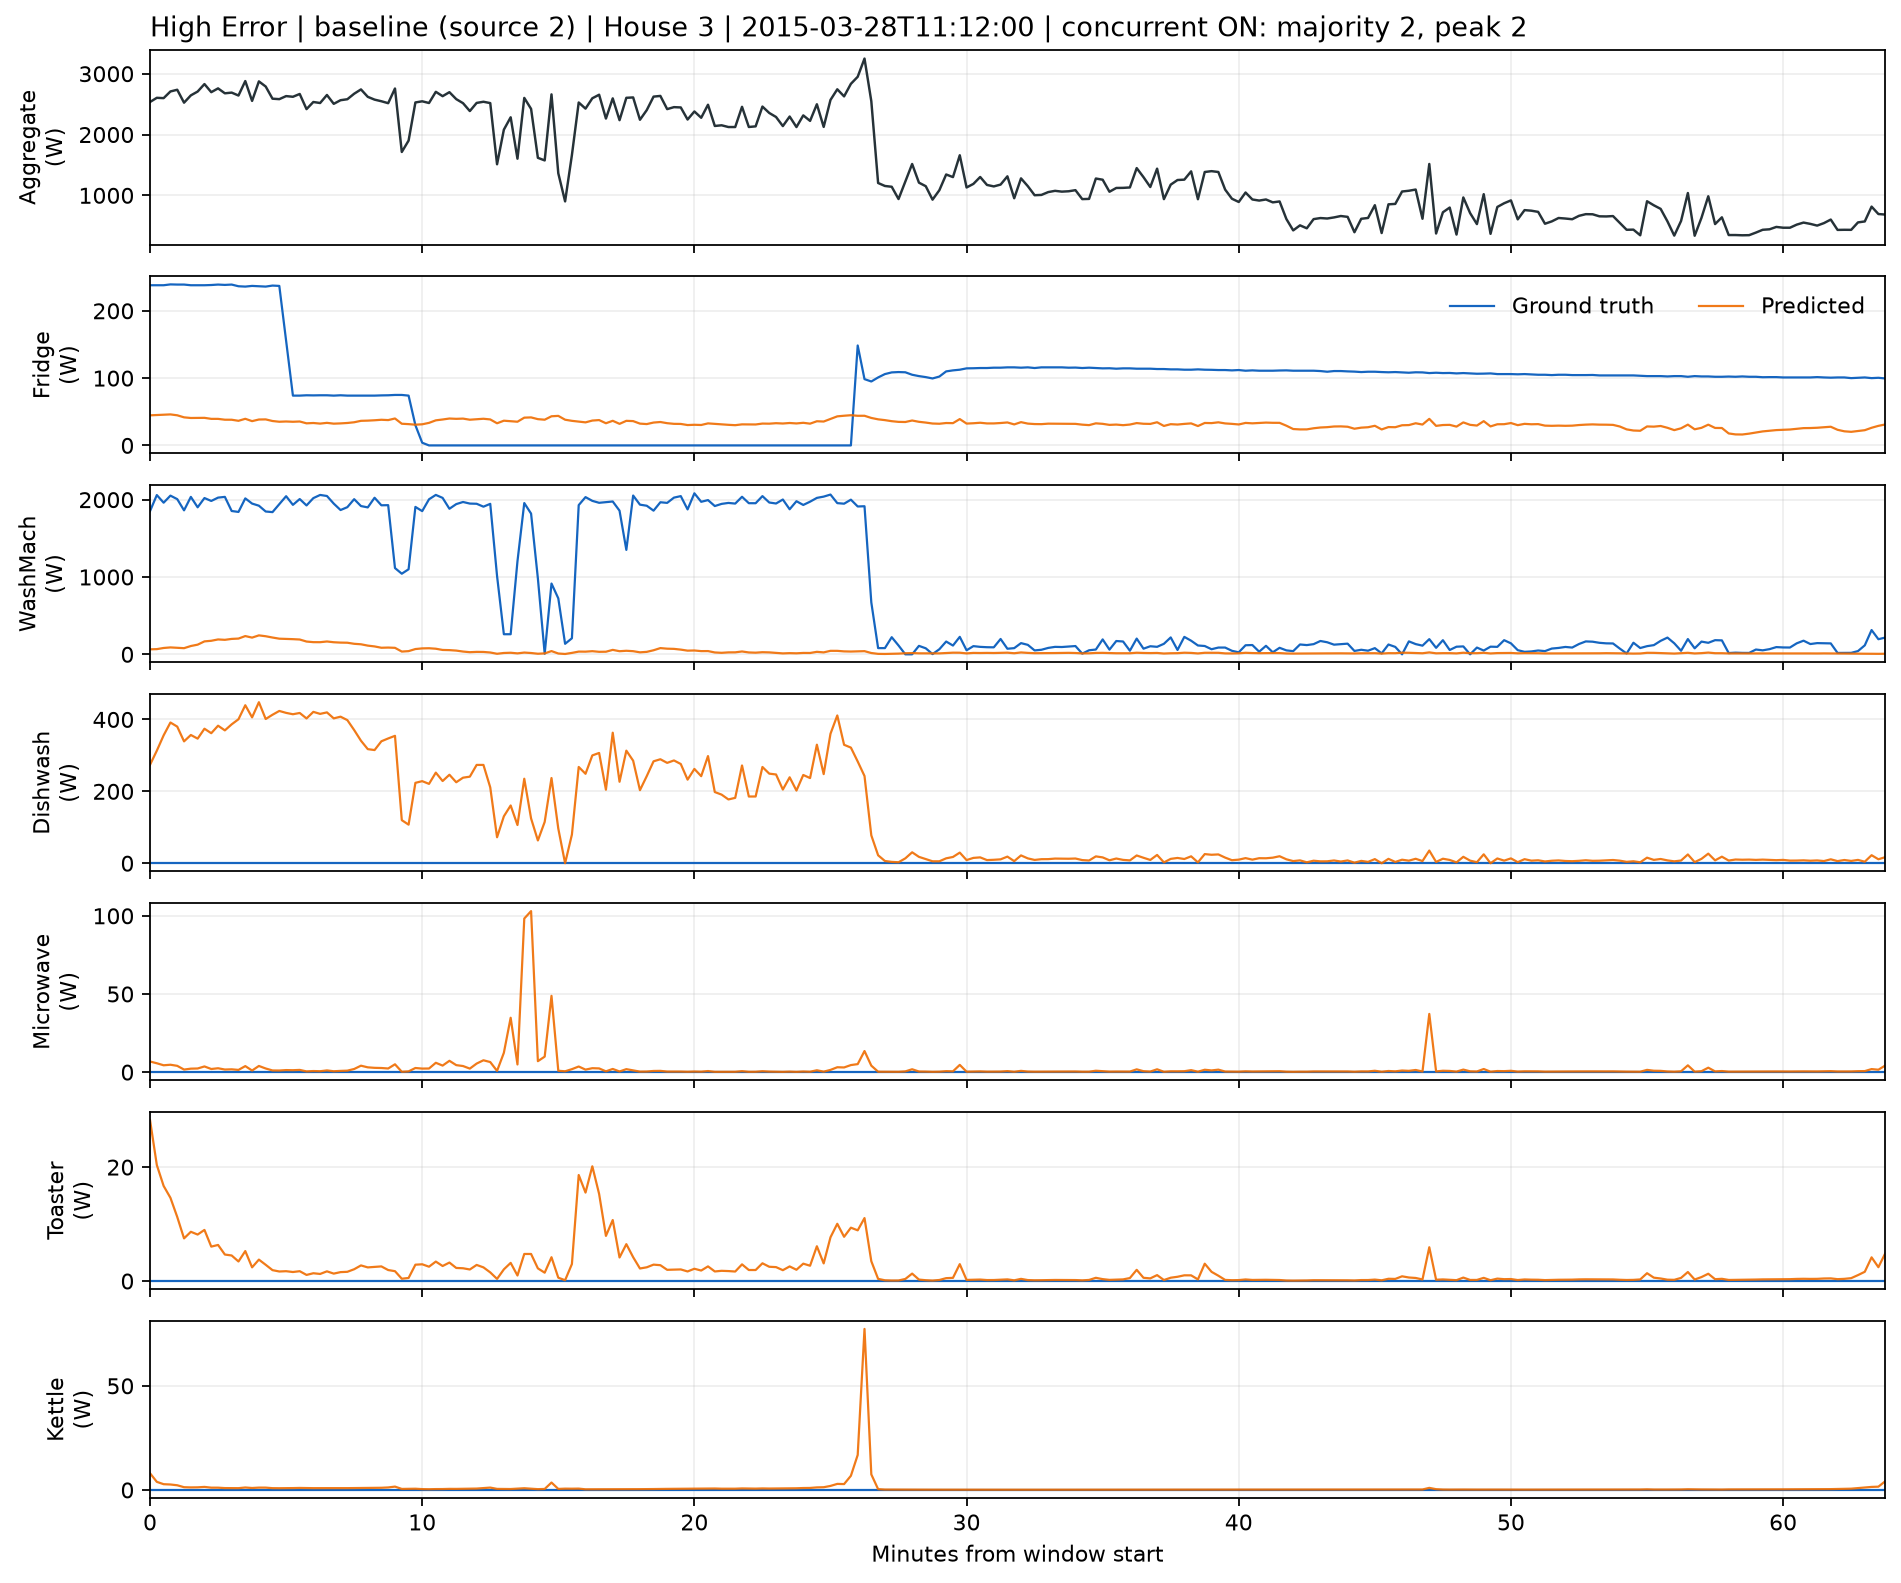 High Error | baseline (source 2) | House 3 | 2015-03-28T11:12:00 | concurrent ON: majority 2, peak 2
Aggregate
(W)
3000
2000
1000
Fridge
(W)
200
100
0
Ground truth
Predicted
WashMach
(W)
2000
1000
0
Dishwash
(W)
400
200
0
Microwave
(W)
100
50
0
Toaster
(W)
20
0
Kettle
(W)
50
0
0 10 20 30 40 50 60
Minutes from window start